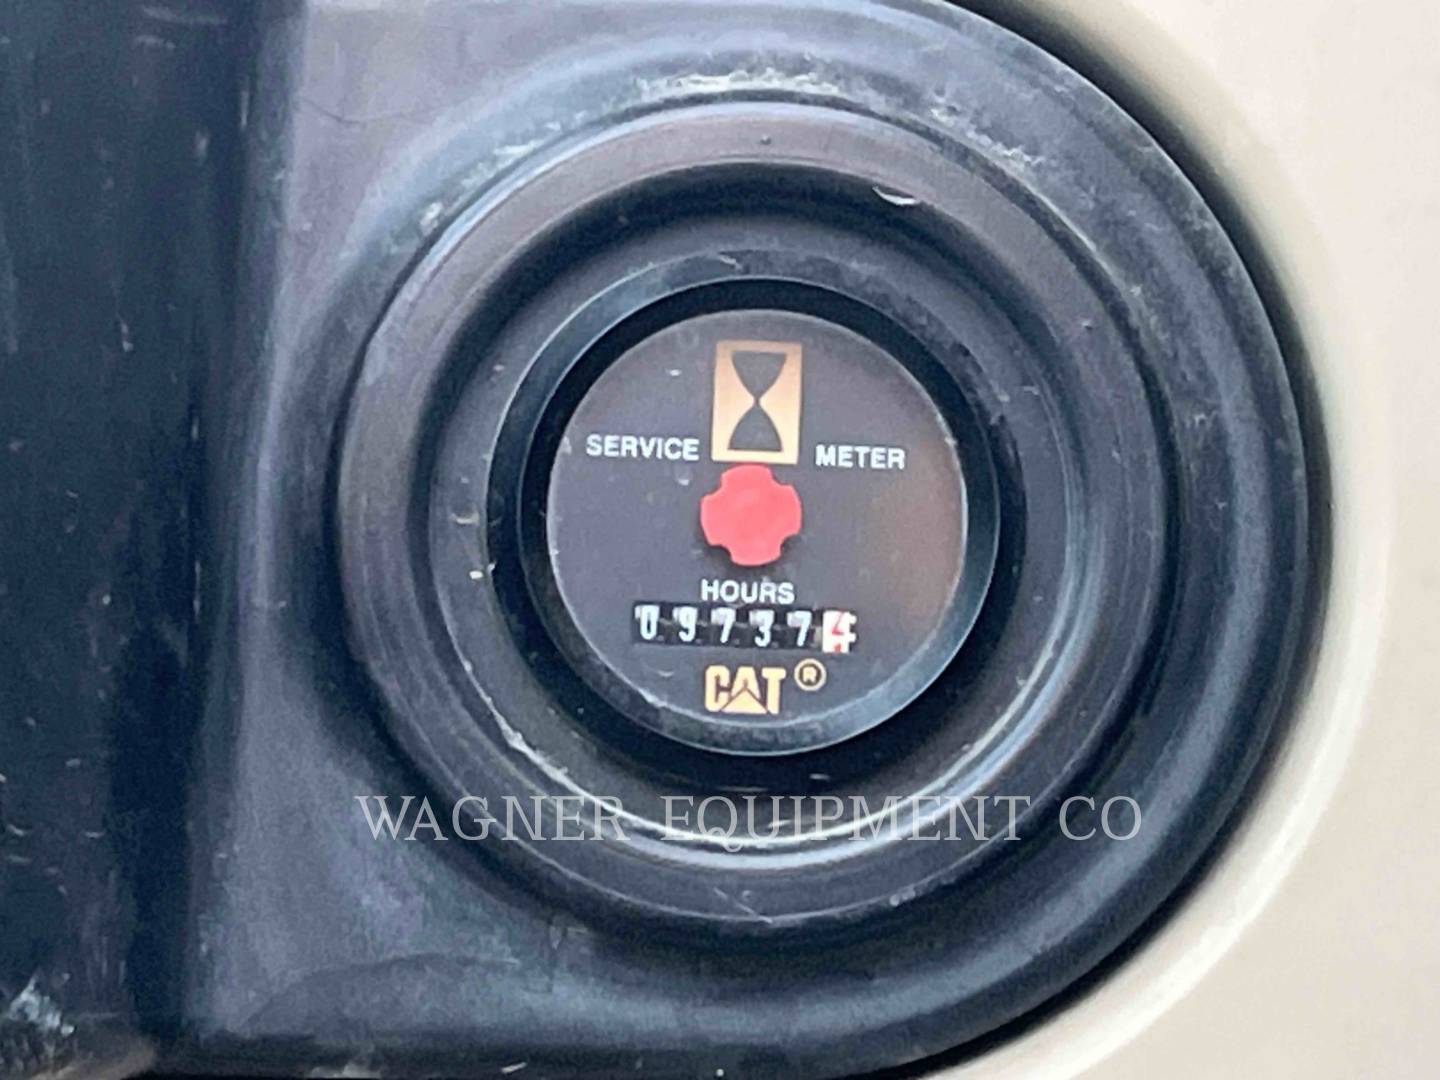 SERVICE METER
HOURS
097374
CAT®
WAGNER EQUIPMENT CO